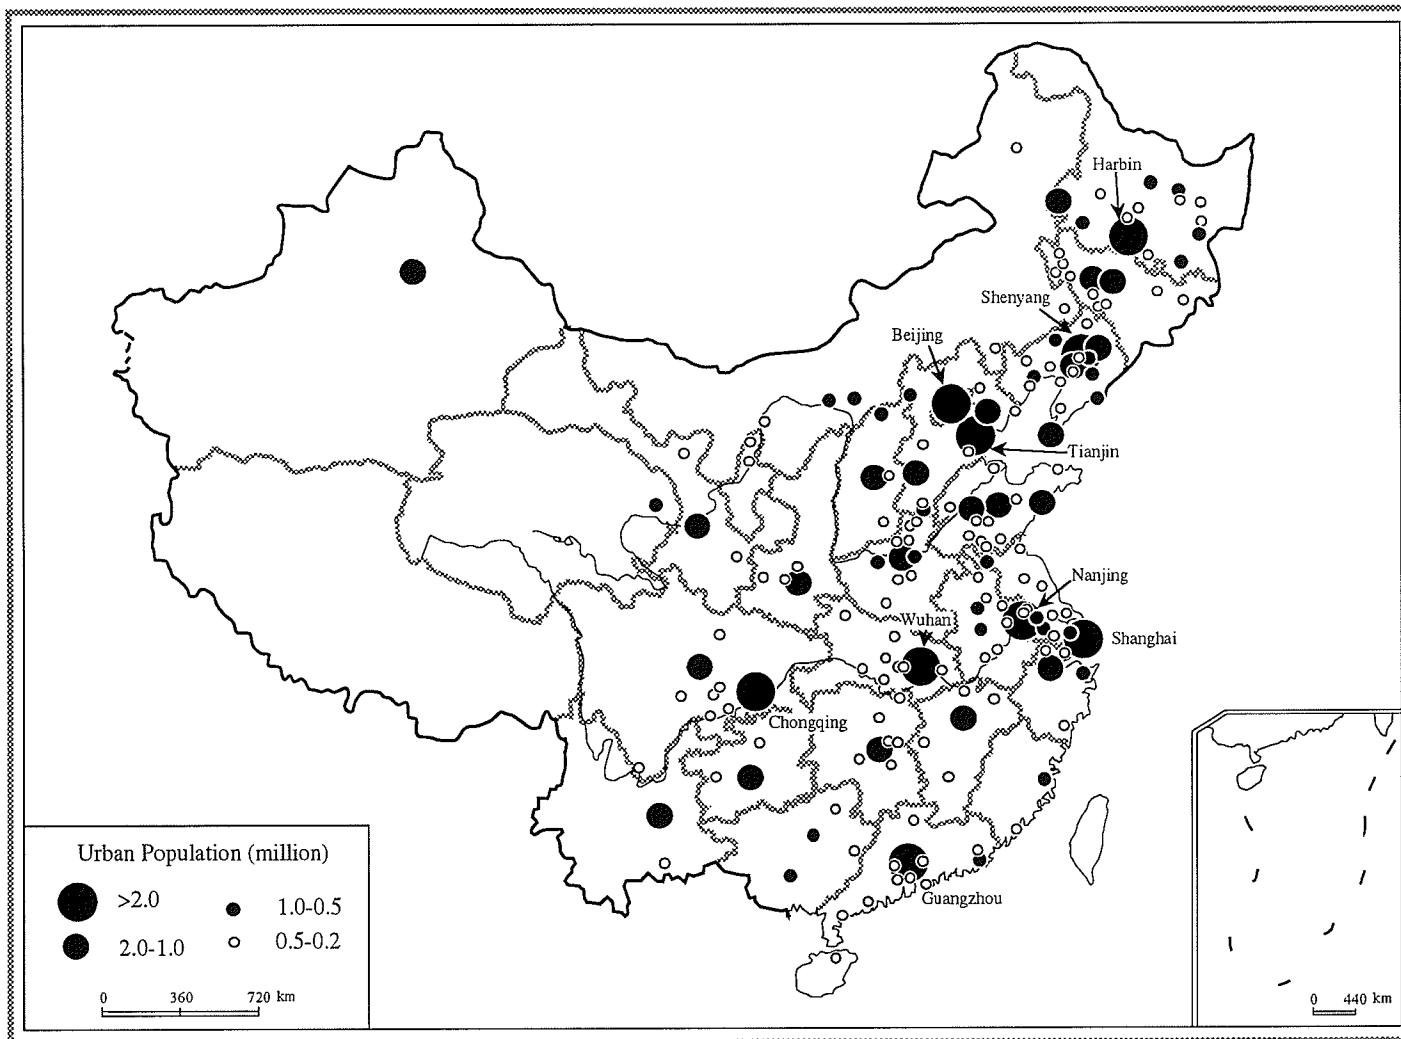 Harbin
Shenyang
Beijing
Tianjin
Nanjing
Wuhan
Shanghai
Chongqing
Guangzhou
Urban Population (million)
>2.0
1.0-0.5
2.0-1.0
0.5-0.2
0 360 720 km
0 440 km